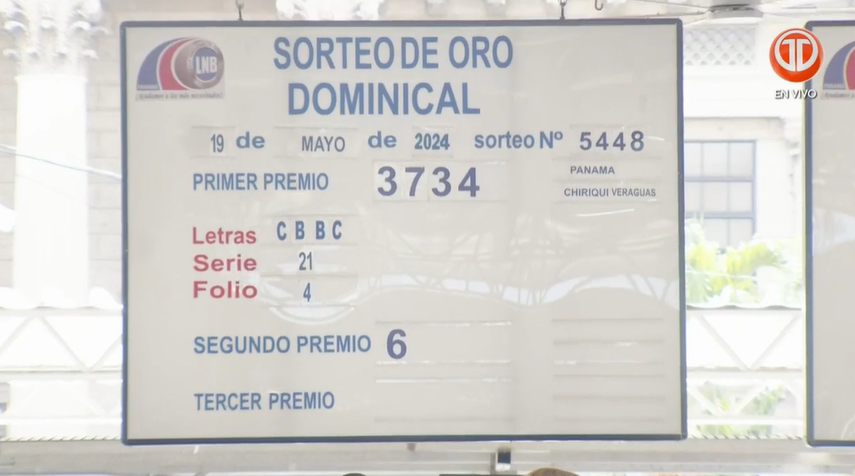 LNB
SORTEO DE ORO
DOMINICAL
19 de MAYO de 2024 sorteo Nº 5448
PRIMER PREMIO 3734
PANAMA
CHIRIQUI VERAGUAS
Letras C B B C
Serie 21
Folio 4
SEGUNDO PREMIO 6
TERCER PREMIO
EN VIVO